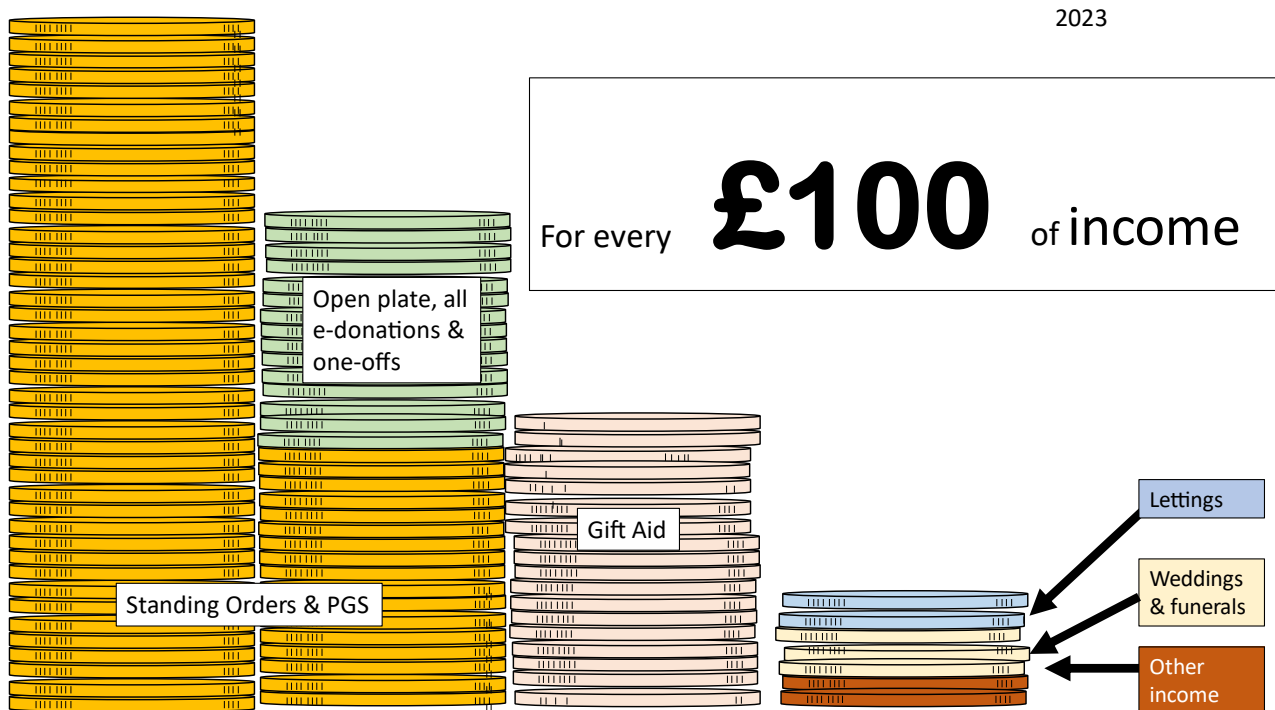 2023
For every £100 of income
Open plate, all
e-donations &
one-offs
Gift Aid
Standing Orders & PGS
Lettings
Weddings
& funerals
Other
income